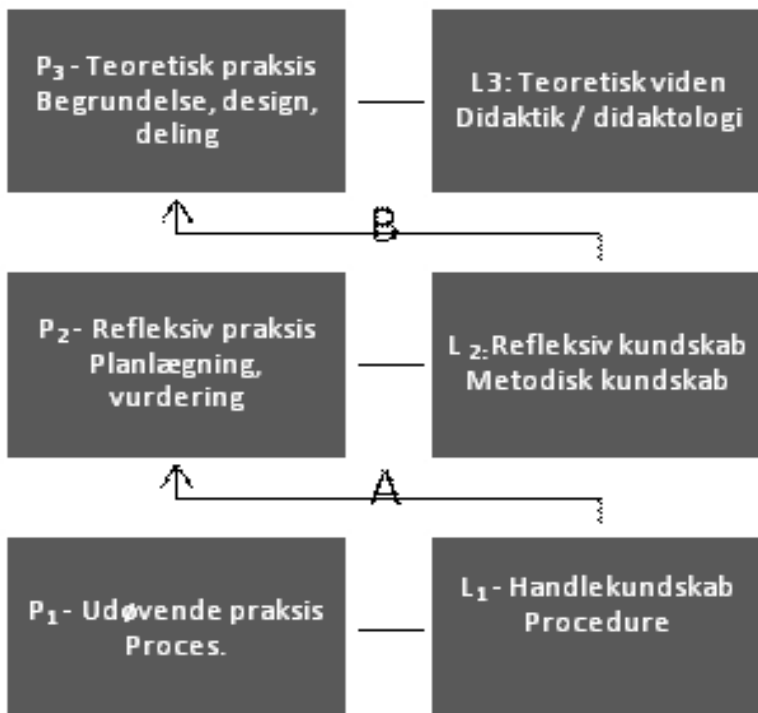 P₃ - Teoretisk praksis
Begrundelse, design,
deling
L3: Teoretisk viden
Didaktik / didaktologi
B
P₂ - Refleksiv praksis
Planlægning,
vurdering
L ₂: Refleksiv kundskab
Metodisk kundskab
A
P₁ - Udøvende praksis
Proces.
L₁ - Handlekundskab
Procedure